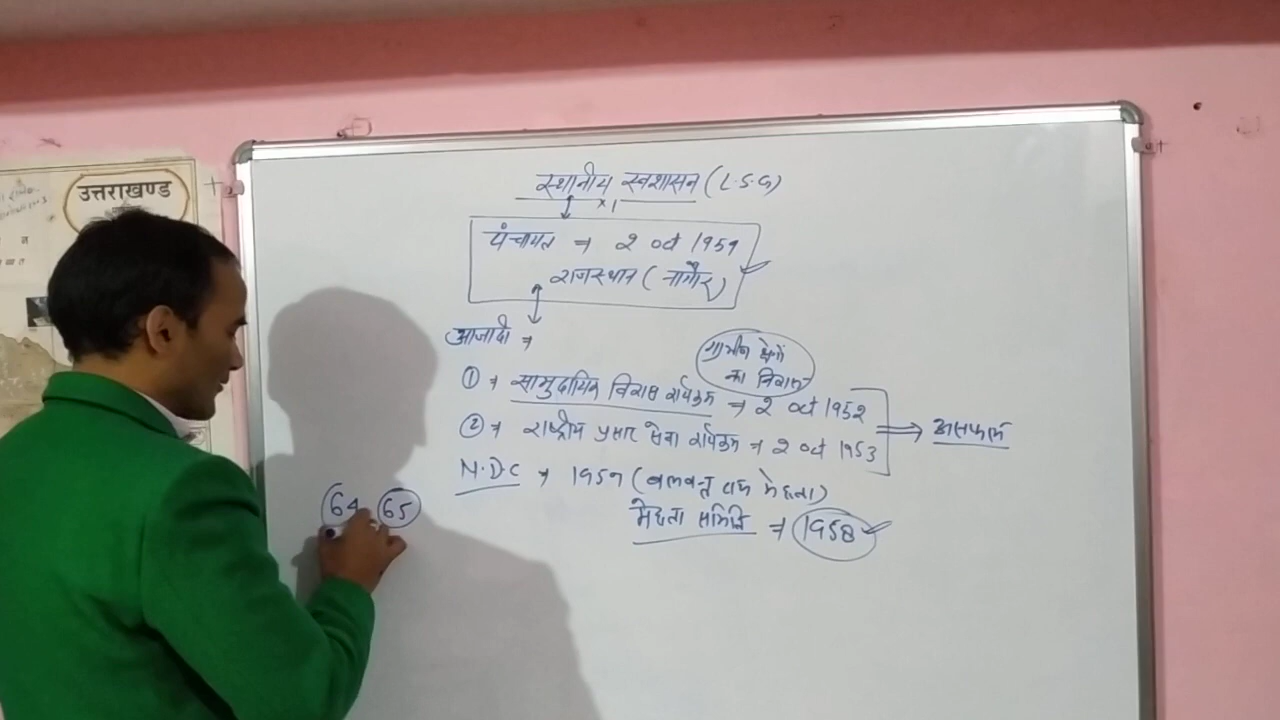 उत्तराखण्ड
स्थानीय स्वशासन (L.S.G)
पंचायत → 2 oct 1959
राजस्थान (नागौर)
आजादी →
ग्रामीण क्षेत्रों
का विकास
① → सामुदायिक विकास कार्यक्रम → 2 oct 1952
② → राष्ट्रीय प्रसार सेवा कार्यक्रम → 2 oct 1953
⇒ असफल
N.D.C → 1957 (बलवन्त राय मेहता)
मेहता समिति → 1958
64 65